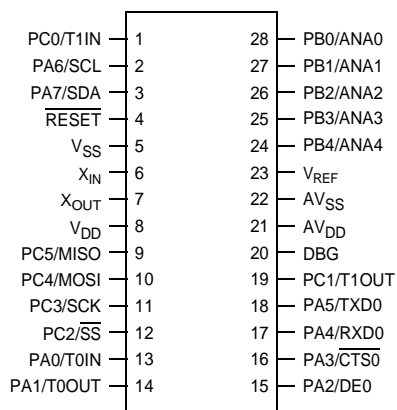 PC0/T1IN 1 28 PB0/ANA0
PA6/SCL 2 27 PB1/ANA1
PA7/SDA 3 26 PB2/ANA2
RESET 4 25 PB3/ANA3
VSS 5 24 PB4/ANA4
XIN 6 23 VREF
XOUT 7 22 AVSS
VDD 8 21 AVDD
PC5/MISO 9 20 DBG
PC4/MOSI 10 19 PC1/T1OUT
PC3/SCK 11 18 PA5/TXD0
PC2/SS 12 17 PA4/RXD0
PA0/T0IN 13 16 PA3/CTS0
PA1/T0OUT 14 15 PA2/DE0